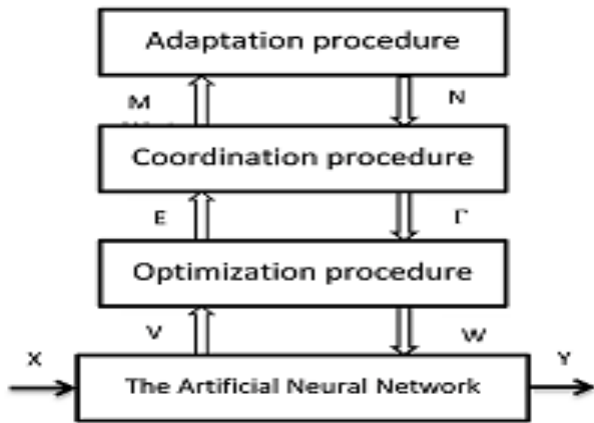 Adaptation procedure
M N
Coordination procedure
E Γ
Optimization procedure
V W
X Y
The Artificial Neural Network